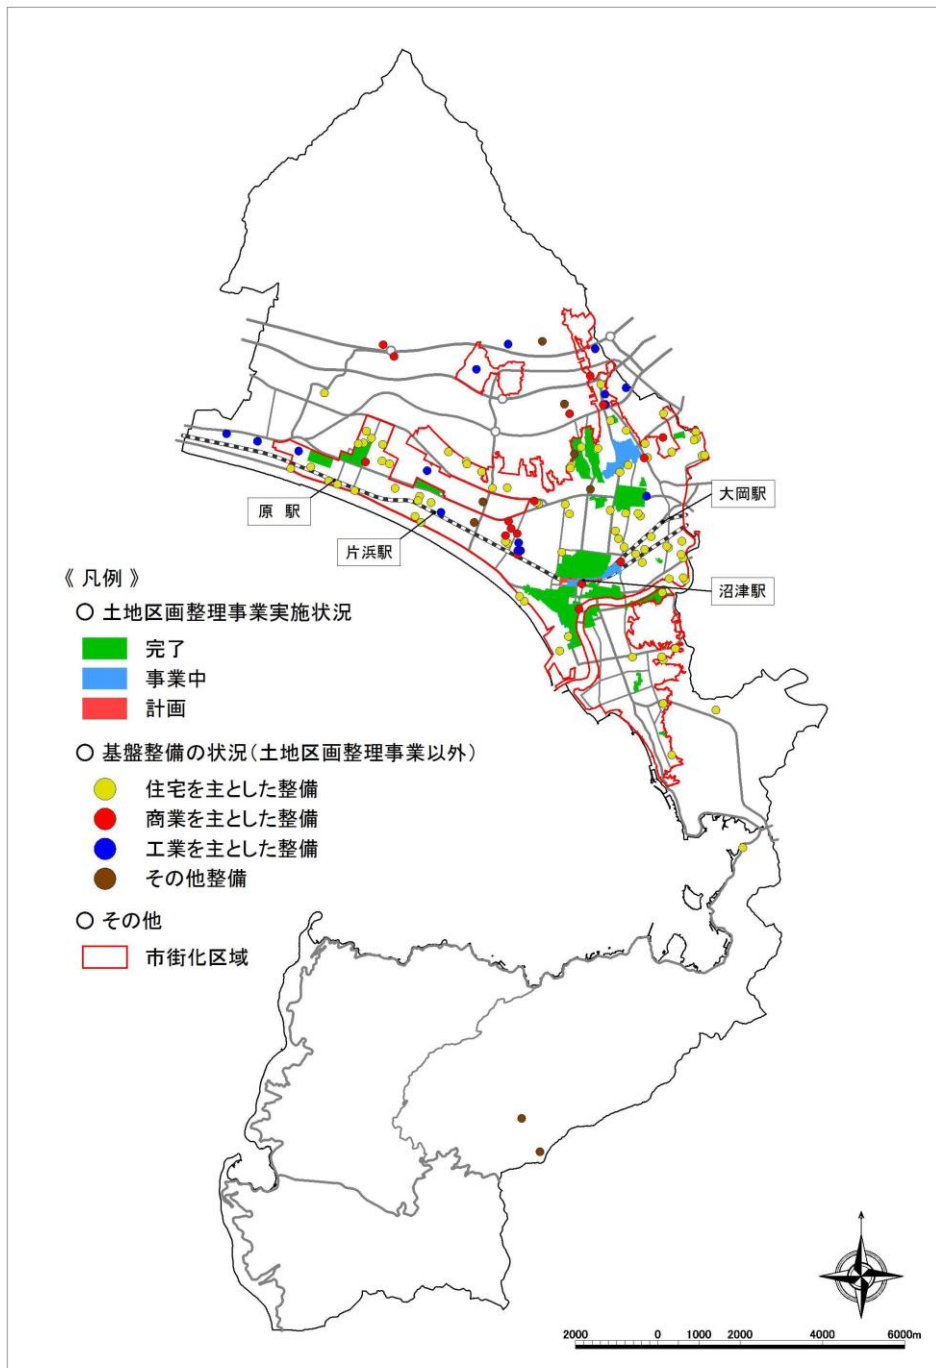 大岡駅
原 駅
片浜駅
沼津駅
《 凡例 》
○ 土地区画整理事業実施状況
完了
事業中
計画
○ 基盤整備の状況(土地区画整理事業以外)
住宅を主とした整備
商業を主とした整備
工業を主とした整備
その他整備
○ その他
市街化区域
2000 0 2000 4000 6000m